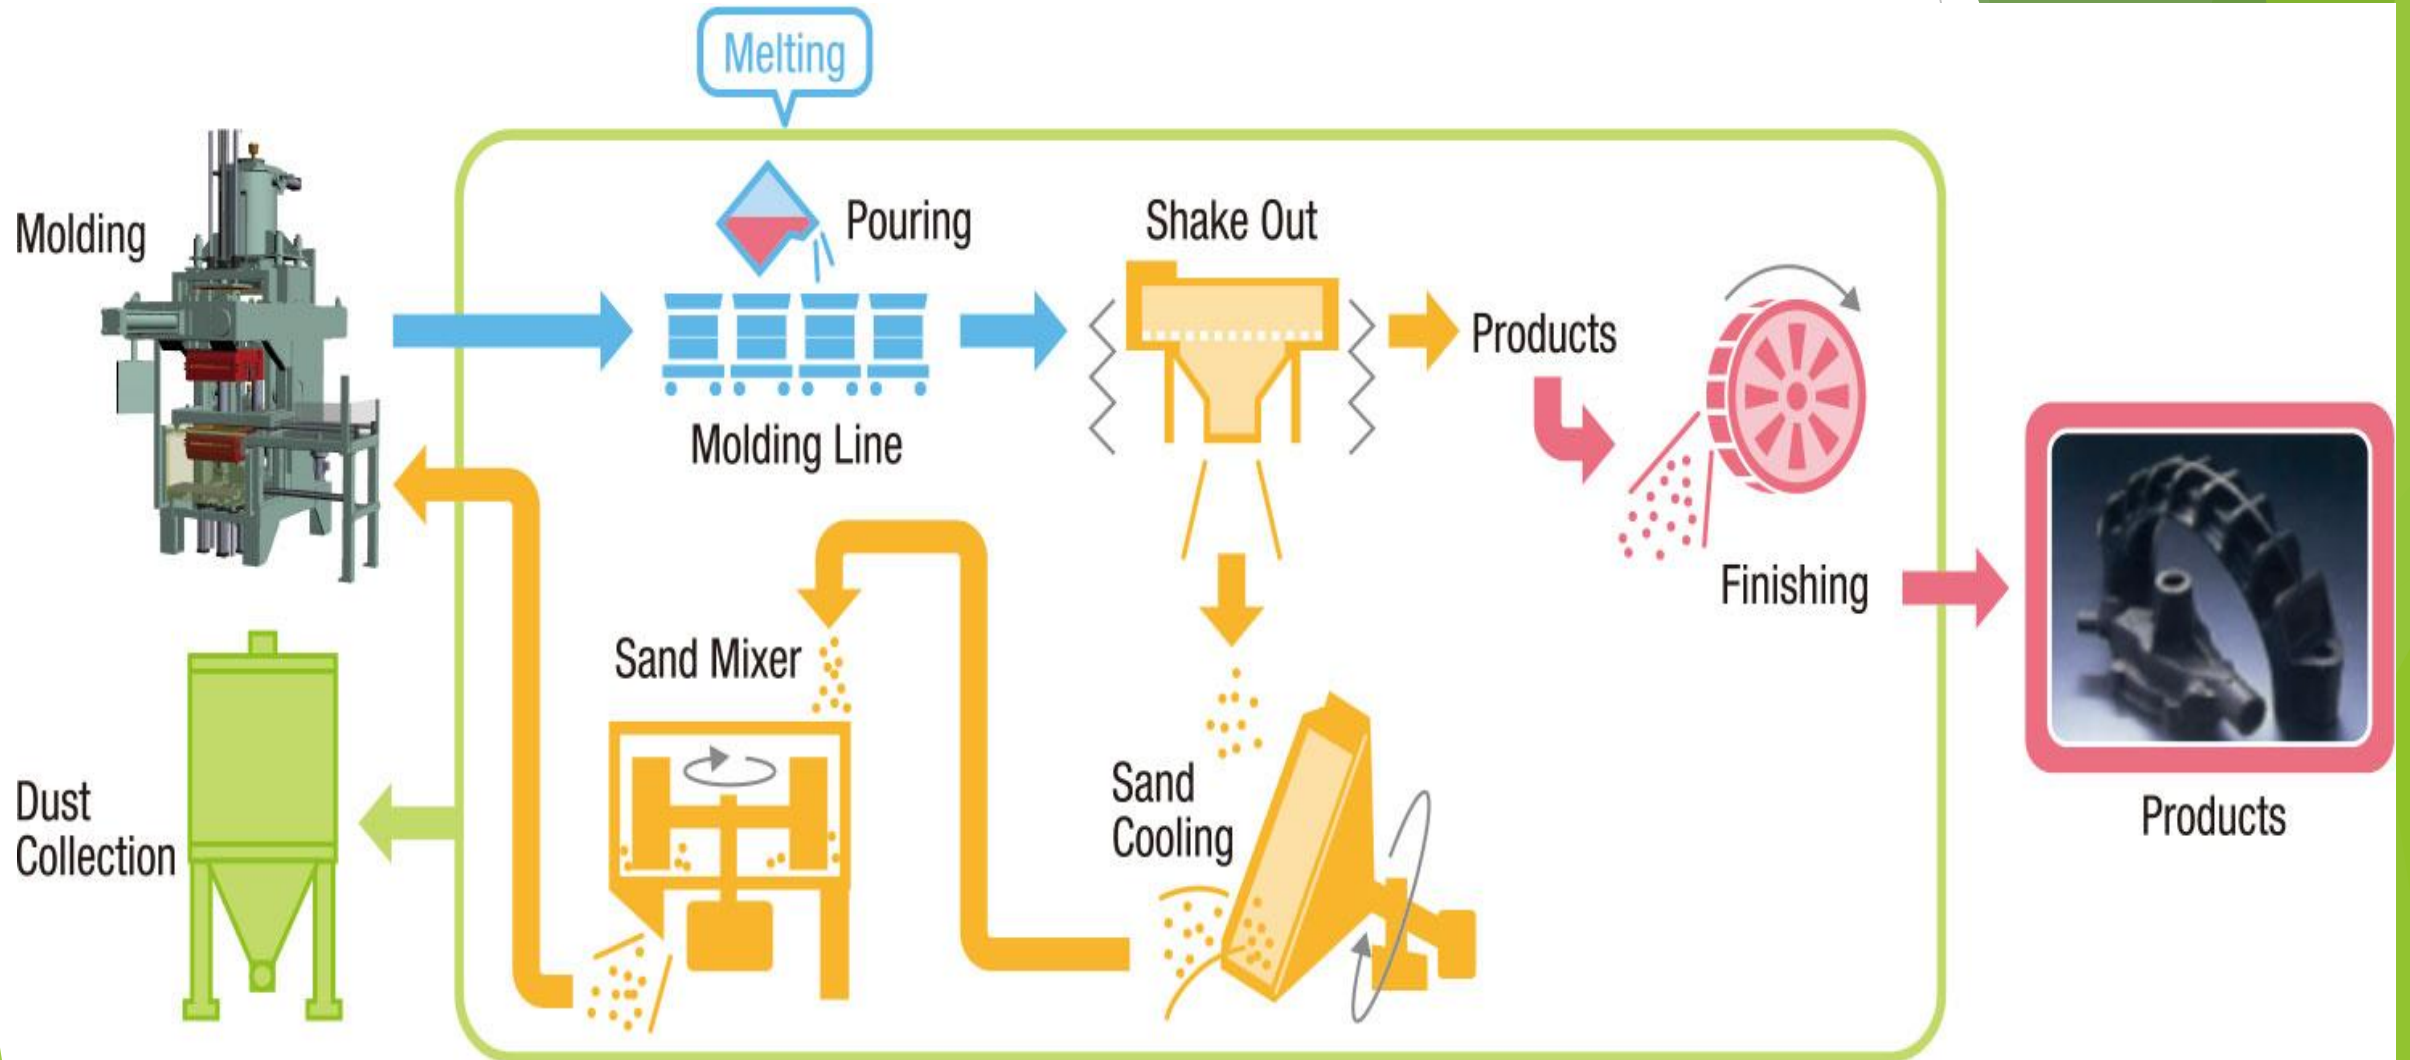 Melting
Molding
Pouring
Shake Out
Products
Molding Line
Finishing
Sand Mixer
Sand
Cooling
Dust
Collection
Products